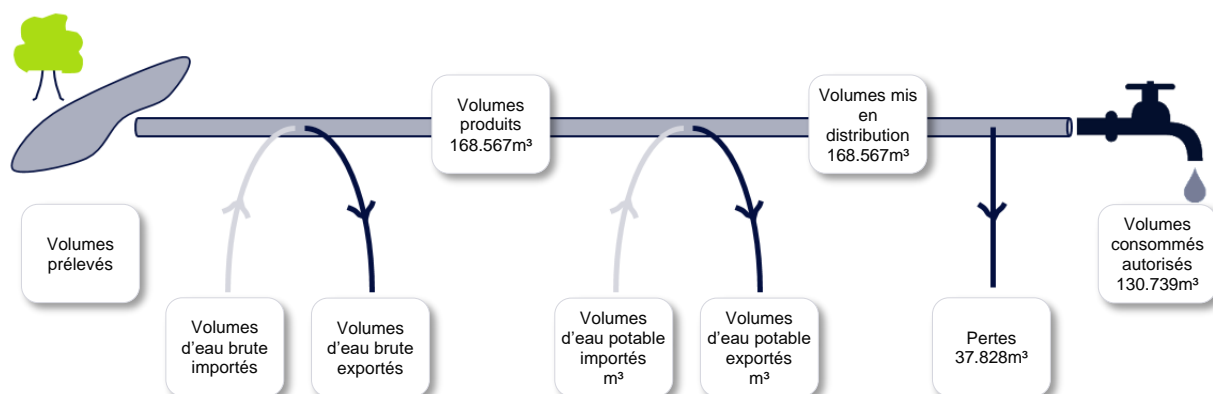 Volumes
prélevés
Volumes
d'eau brute
importés
Volumes
d'eau brute
exportés
Volumes
produits
168.567m³
Volumes
d'eau potable
importés
m³
Volumes
d'eau potable
exportés
m³
Volumes mis
en
distribution
168.567m³
Pertes
37.828m³
Volumes
consommés
autorisés
130.739m³